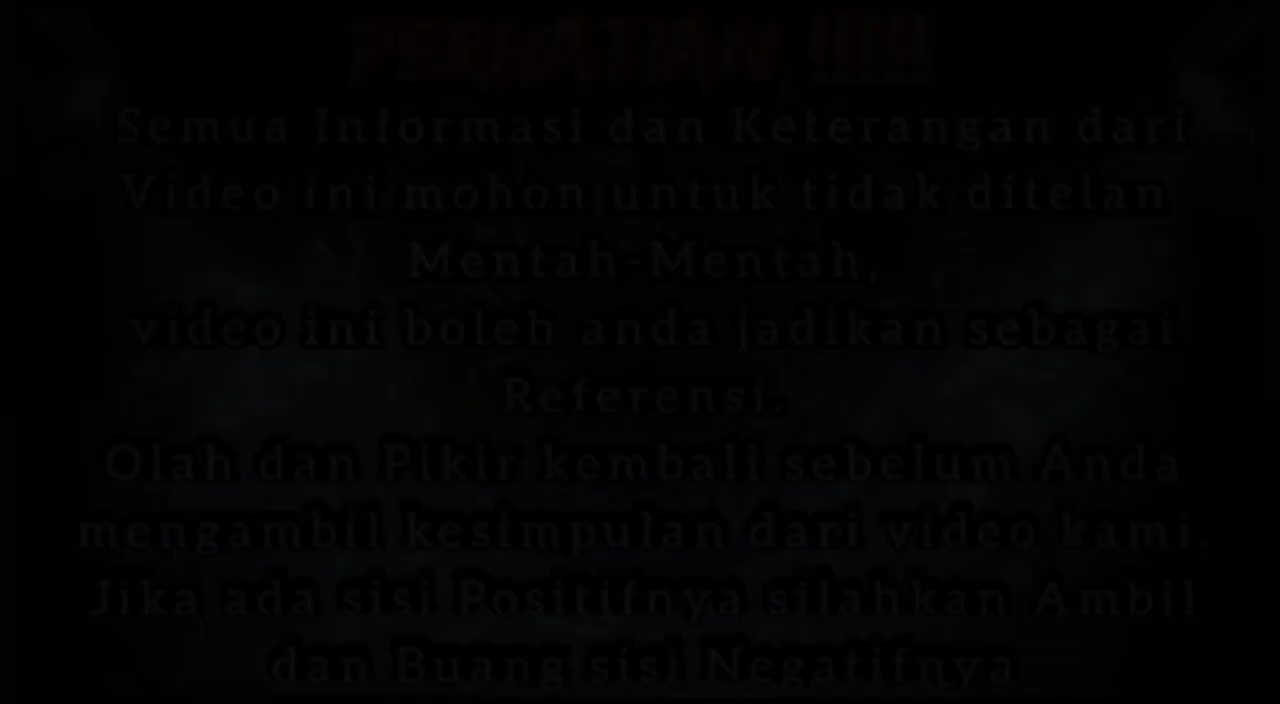 PERHATIAN !!!!!
Semua Informasi dan Keterangan dari
Video ini mohon untuk tidak ditelan
Mentah-Mentah,
video ini boleh anda jadikan sebagai
Referensi.
Olah dan Pikir kembali sebelum Anda
mengambil kesimpulan dari video kami.
Jika ada sisi Positifnya silahkan Ambil
dan Buang sisi Negatifnya